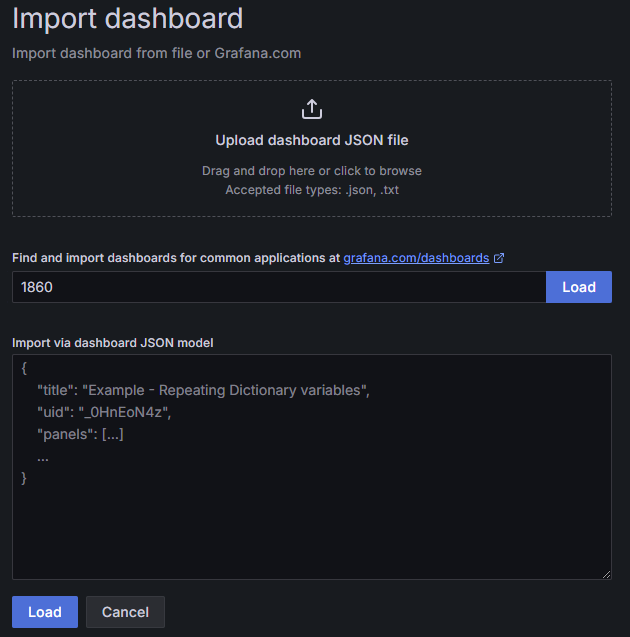 Import dashboard
Import dashboard from file or Grafana.com
Upload dashboard JSON file
Drag and drop here or click to browse
Accepted file types: .json, .txt
Find and import dashboards for common applications at grafana.com/dashboards
1860
Load
Import via dashboard JSON model
{
"title": "Example - Repeating Dictionary variables",
"uid": "_0HnEoN4z",
"panels": [...]
...
}
Load
Cancel